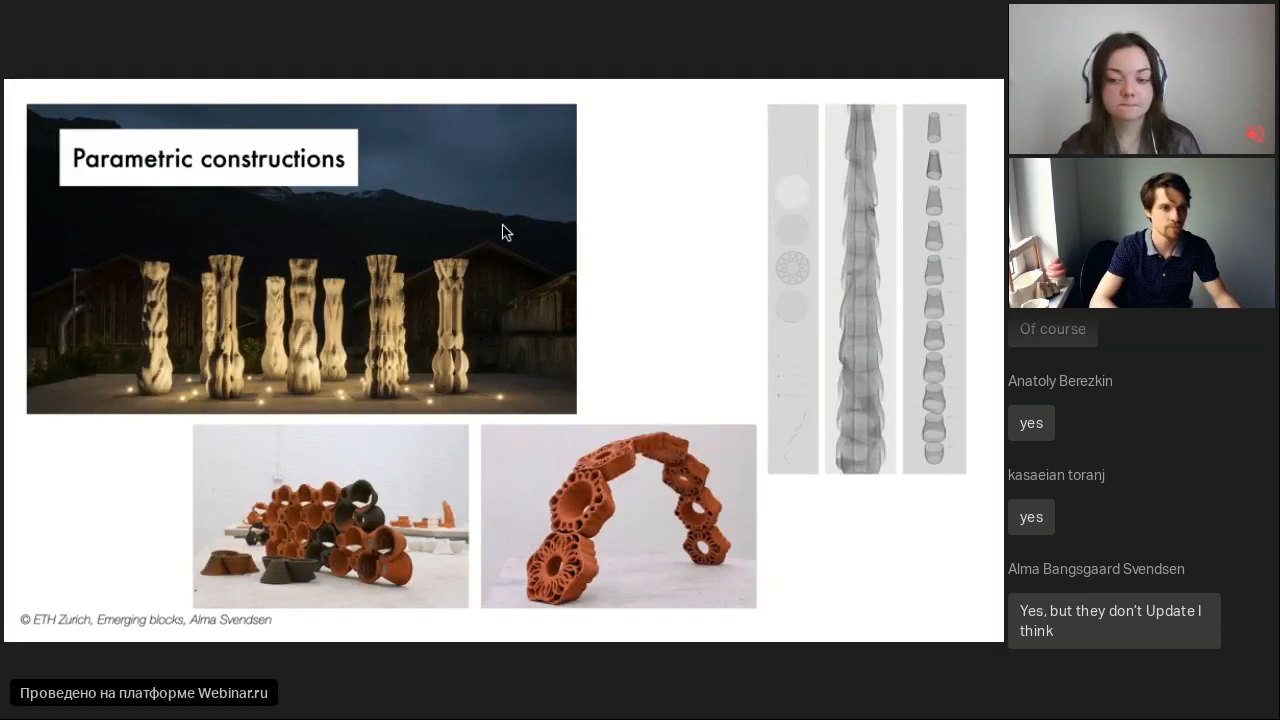 Parametric constructions
© ETH Zurich, Emerging blocks, Alma Svendsen
Of course
Anatoly Berezkin
yes
kasaeian toranj
yes
Alma Bangsgaard Svendsen
Yes, but they don't Update I
think
Проведено на платформе Webinar.ru